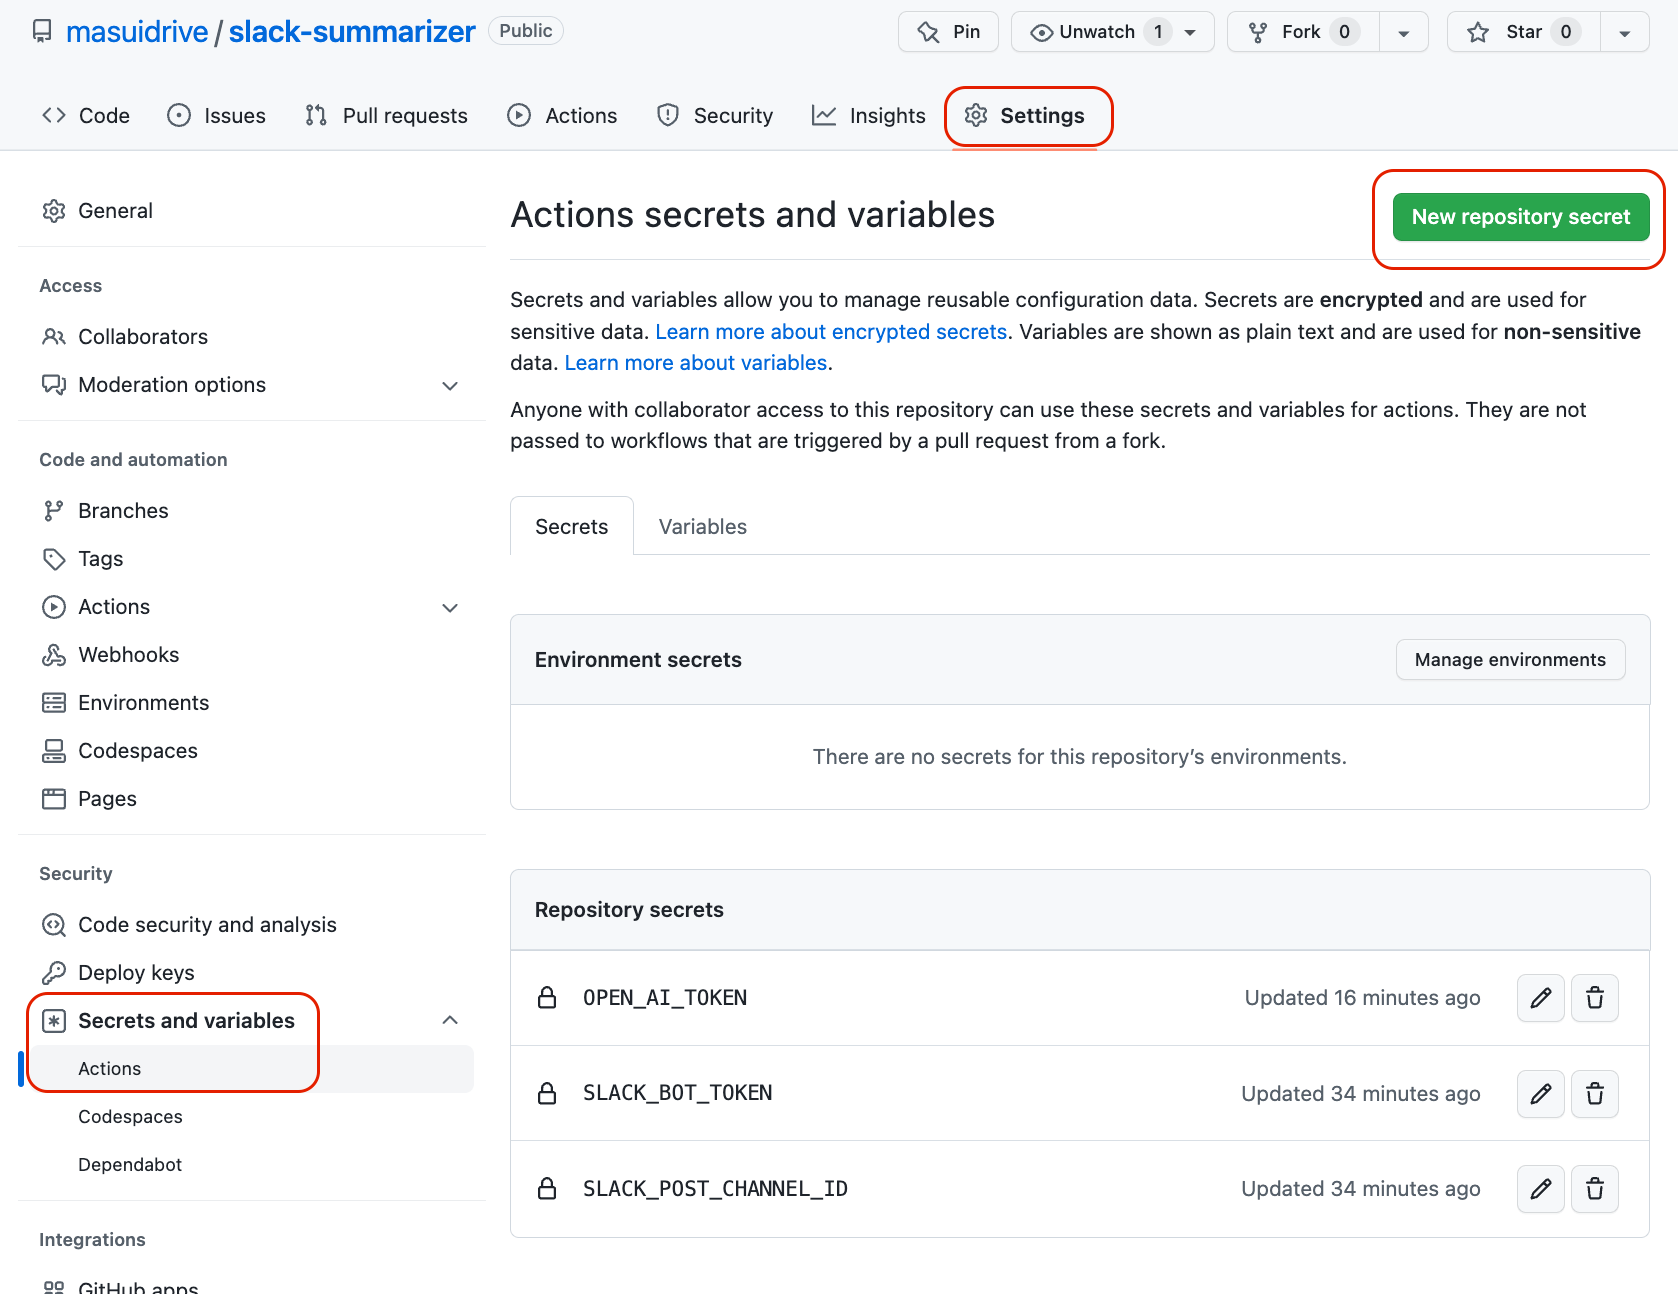 masuidrive / slack-summarizer Public Pin Unwatch 1 Fork 0 Star 0
Code Issues Pull requests Actions Security Insights Settings
General
Access
Collaborators
Moderation options
Code and automation
Branches
Tags
Actions
Webhooks
Environments
Codespaces
Pages
Security
Code security and analysis
Deploy keys
Secrets and variables
Actions
Codespaces
Dependabot
Integrations
GitHub apps
Actions secrets and variables
New repository secret
Secrets and variables allow you to manage reusable configuration data. Secrets are encrypted and are used for
sensitive data. Learn more about encrypted secrets. Variables are shown as plain text and are used for non-sensitive
data. Learn more about variables.
Anyone with collaborator access to this repository can use these secrets and variables for actions. They are not
passed to workflows that are triggered by a pull request from a fork.
Secrets Variables
Environment secrets Manage environments
There are no secrets for this repository’s environments.
Repository secrets
OPEN_AI_TOKEN Updated 16 minutes ago
SLACK_BOT_TOKEN Updated 34 minutes ago
SLACK_POST_CHANNEL_ID Updated 34 minutes ago